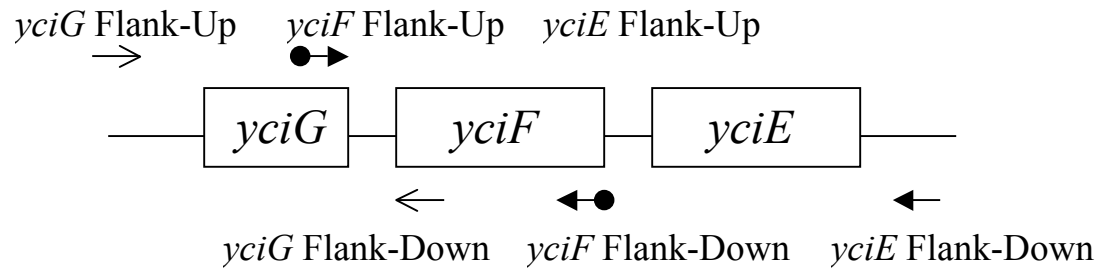 yciG Flank-Up yciF Flank-Up yciE Flank-Up
yciG yciF yciE
yciG Flank-Down yciF Flank-Down yciE Flank-Down